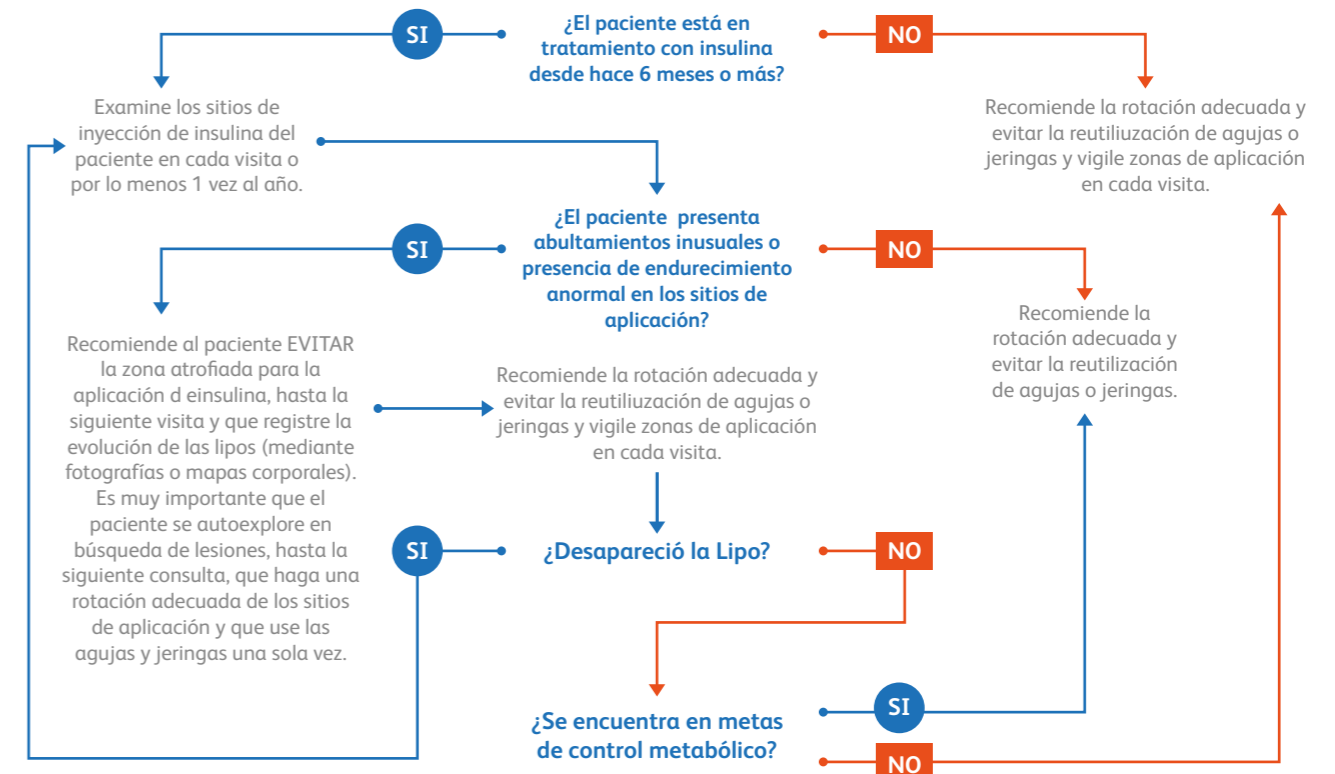 SI
¿El paciente está en
tratamiento con insulina
desde hace 6 meses o más?
NO
Examine los sitios de
inyección de insulina del
paciente en cada visita o
por lo menos 1 vez al año.
Recomiende la rotación adecuada y
evitar la reutiliuzación de agujas o
jeringas y vigile zonas de aplicación
en cada visita.
SI
¿El paciente presenta
abultamientos inusuales o
presencia de endurecimiento
anormal en los sitios de
aplicación?
NO
Recomiende al paciente EVITAR
la zona atrofiada para la
aplicación d einsulina, hasta la
siguiente visita y que registre la
evolución de las lipos (mediante
fotografías o mapas corporales).
Es muy importante que el
paciente se autoexplore en
búsqueda de lesiones, hasta la
siguiente consulta, que haga una
rotación adecuada de los sitios
de aplicación y que use las
agujas y jeringas una sola vez.
Recomiende la rotación adecuada y
evitar la reutiliuzación de agujas o
jeringas y vigile zonas de aplicación
en cada visita.
Recomiende la
rotación adecuada y
evitar la reutilización
de agujas o jeringas.
SI
¿Desapareció la Lipo?
NO
¿Se encuentra en metas
de control metabólico?
SI
NO